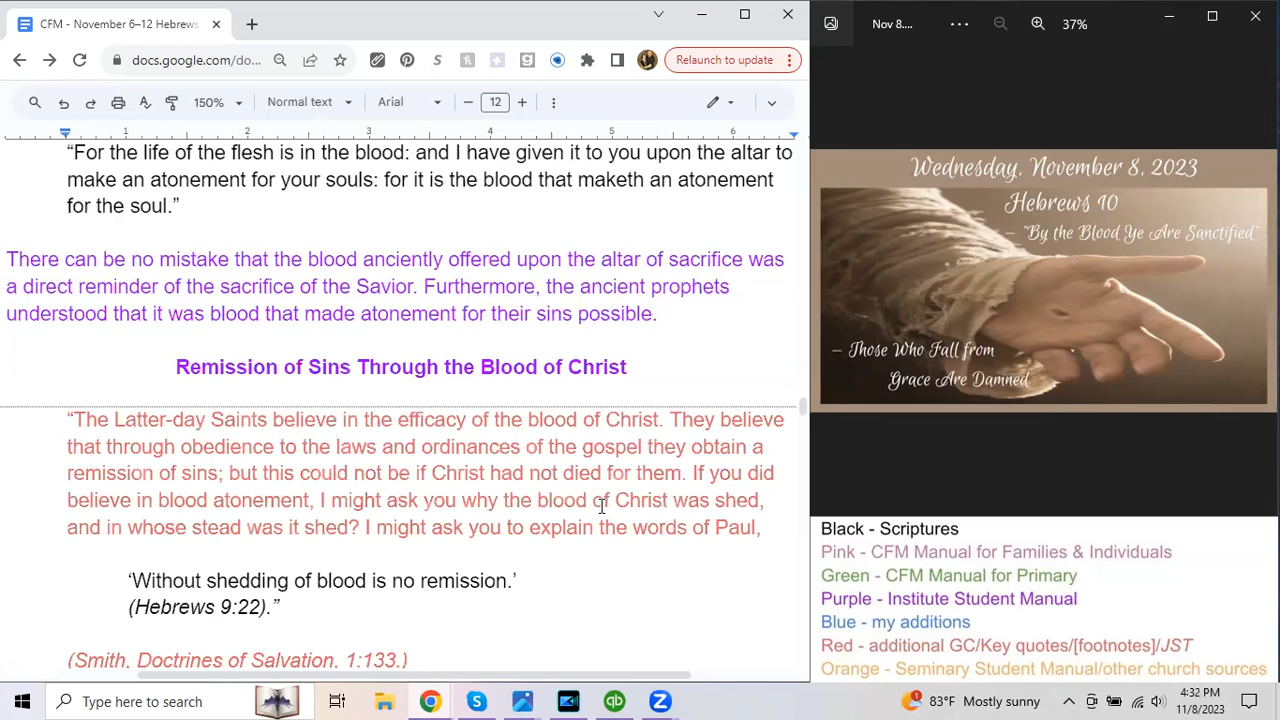 CFM – November 6–12 Hebrews
Nov 8....
37%
docs.google.com/do...
Relaunch to update
150%
Normal text
Arial
12
1
2
3
4
5
6
“For the life of the flesh is in the blood: and I have given it to you upon the altar to
make an atonement for your souls: for it is the blood that maketh an atonement
for the soul.”
There can be no mistake that the blood anciently offered upon the altar of sacrifice was
a direct reminder of the sacrifice of the Savior. Furthermore, the ancient prophets
understood that it was blood that made atonement for their sins possible.
Remission of Sins Through the Blood of Christ
“The Latter-day Saints believe in the efficacy of the blood of Christ. They believe
that through obedience to the laws and ordinances of the gospel they obtain a
remission of sins; but this could not be if Christ had not died for them. If you did
believe in blood atonement, I might ask you why the blood of Christ was shed,
and in whose stead was it shed? I might ask you to explain the words of Paul,
‘Without shedding of blood is no remission.’
(Hebrews 9:22).”
(Smith, Doctrines of Salvation, 1:133.)
Wednesday, November 8, 2023
Hebrews 10
– “By the Blood Ye Are Sanctified”
– Those Who Fall from
Grace Are Damned
Black - Scriptures
Pink - CFM Manual for Families & Individuals
Green - CFM Manual for Primary
Purple - Institute Student Manual
Blue - my additions
Red - additional GC/Key quotes/[footnotes]/JST
Orange - Seminary Student Manual/other church sources
Type here to search
83°F Mostly sunny
4:32 PM
11/8/2023